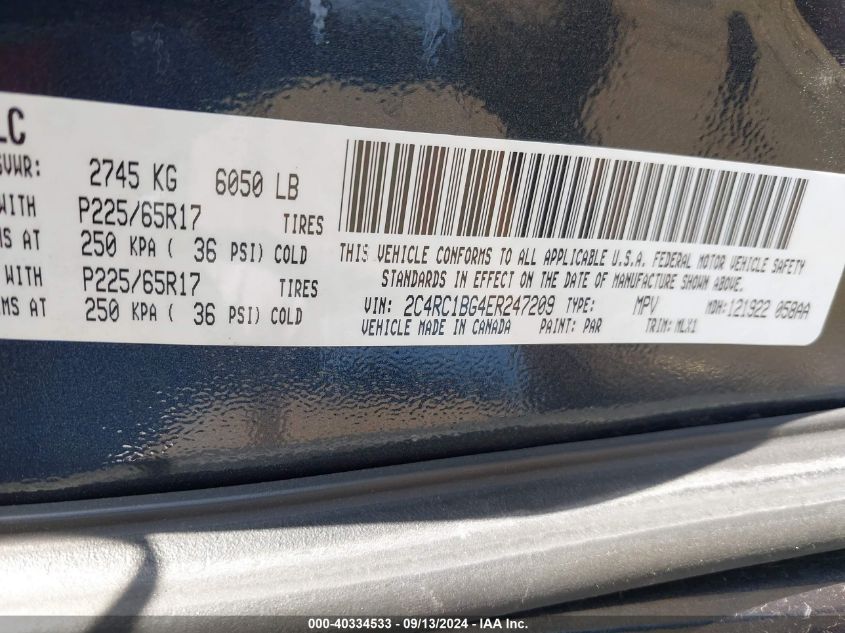 LC
GVWR: 2745 KG 6050 LB
WITH P225/65R17 TIRES
MS AT 250 KPA ( 36 PSI) COLD
WITH P225/65R17 TIRES
MS AT 250 KPA ( 36 PSI) COLD
THIS VEHICLE CONFORMS TO ALL APPLICABLE U.S.A. FEDERAL MOTOR VEHICLE SAFETY
STANDARDS IN EFFECT ON THE DATE OF MANUFACTURE SHOWN ABOVE.
VIN: 2C4RC1BG4ER247209 TYPE: MPV MDH:121922 058AA
VEHICLE MADE IN CANADA PAINT: PAR TRIM: MLX1
000-40334533 - 09/13/2024 - IAA, Inc.